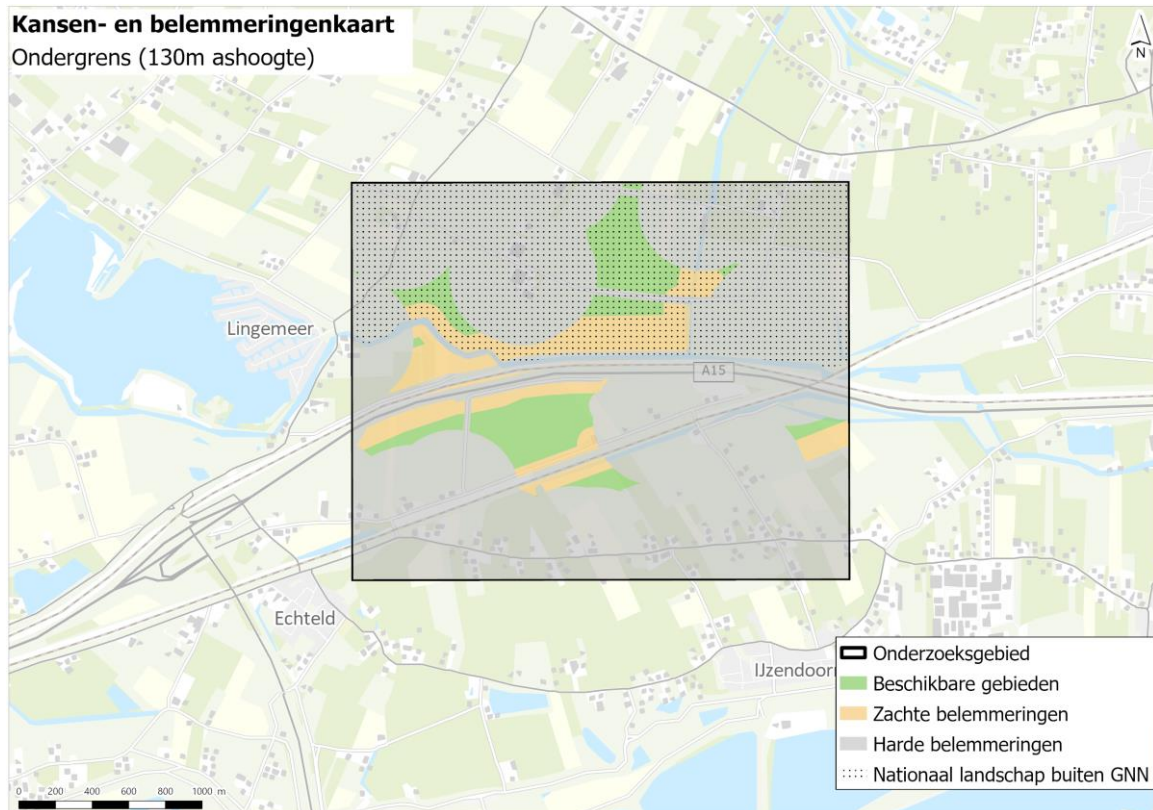 Kansen- en belemmeringenkaart
Ondergrens (130m ashoogte)
N
Lingemeer
A15
Echteld
IJzendoorn
Onderzoeksgebied
Beschikbare gebieden
Zachte belemmeringen
Harde belemmeringen
Nationaal landschap buiten GNN
0 200 400 600 800 1000 m